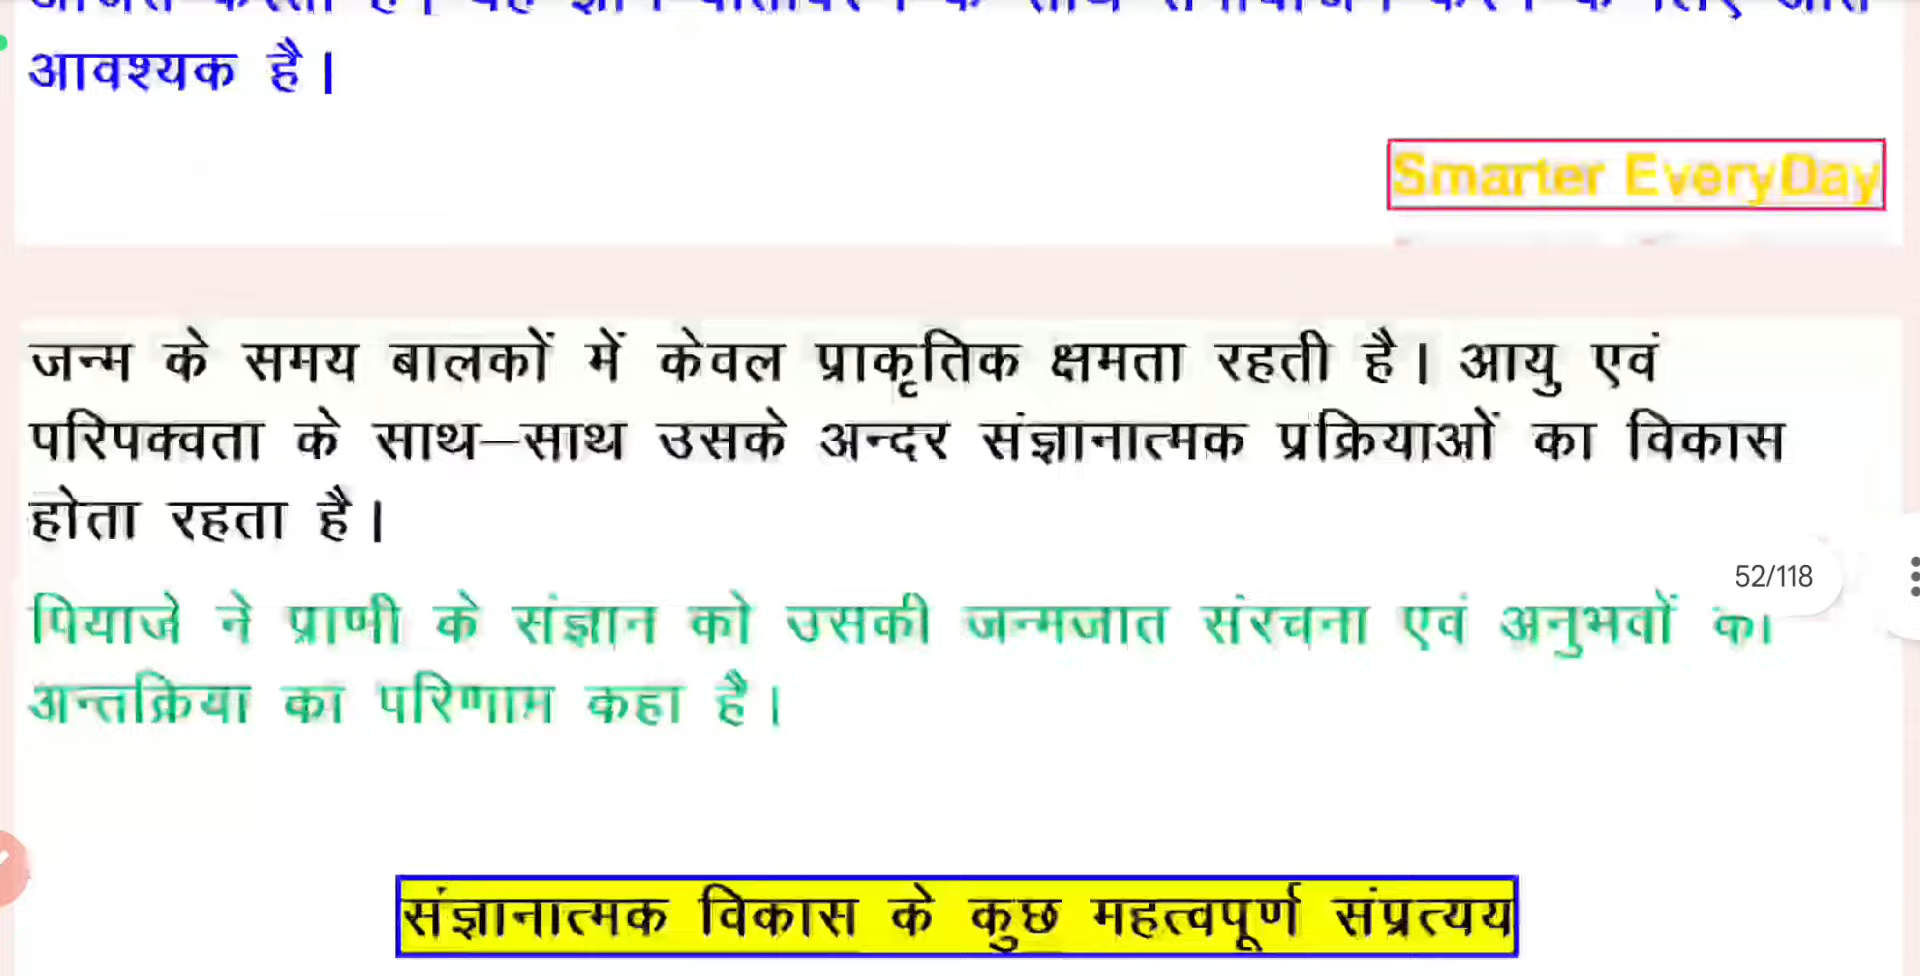 आवश्यक है।
Smarter EveryDay
जन्म के समय बालकों में केवल प्राकृतिक क्षमता रहती है। आयु एवं
परिपक्वता के साथ–साथ उसके अन्दर संज्ञानात्मक प्रक्रियाओं का विकास
होता रहता है।
52/118
पियाजे ने प्राणी के संज्ञान को उसकी जन्मजात संरचना एवं अनुभवों
अन्तक्रिया का परिणाम कहा है।
संज्ञानात्मक विकास के कुछ महत्वपूर्ण संप्रत्यय